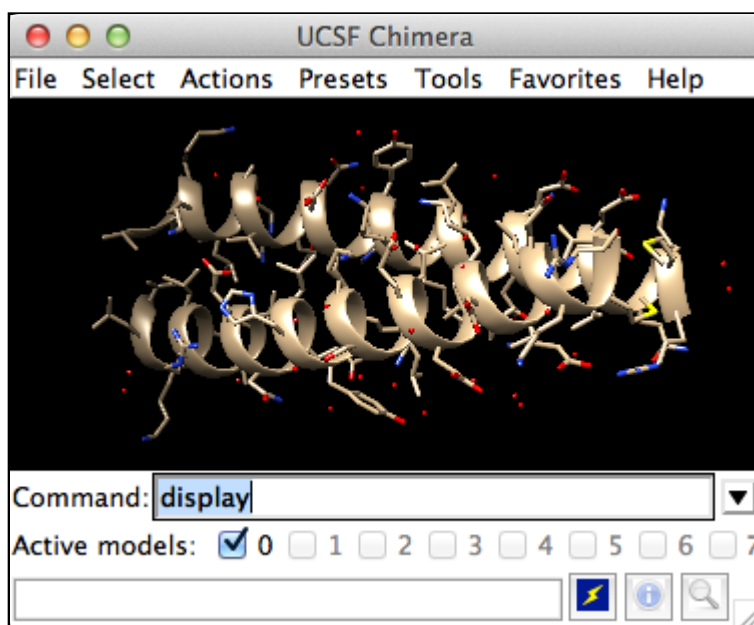 UCSF Chimera
File Select Actions Presets Tools Favorites Help
Command: display
Active models: 0 1 2 3 4 5 6 7